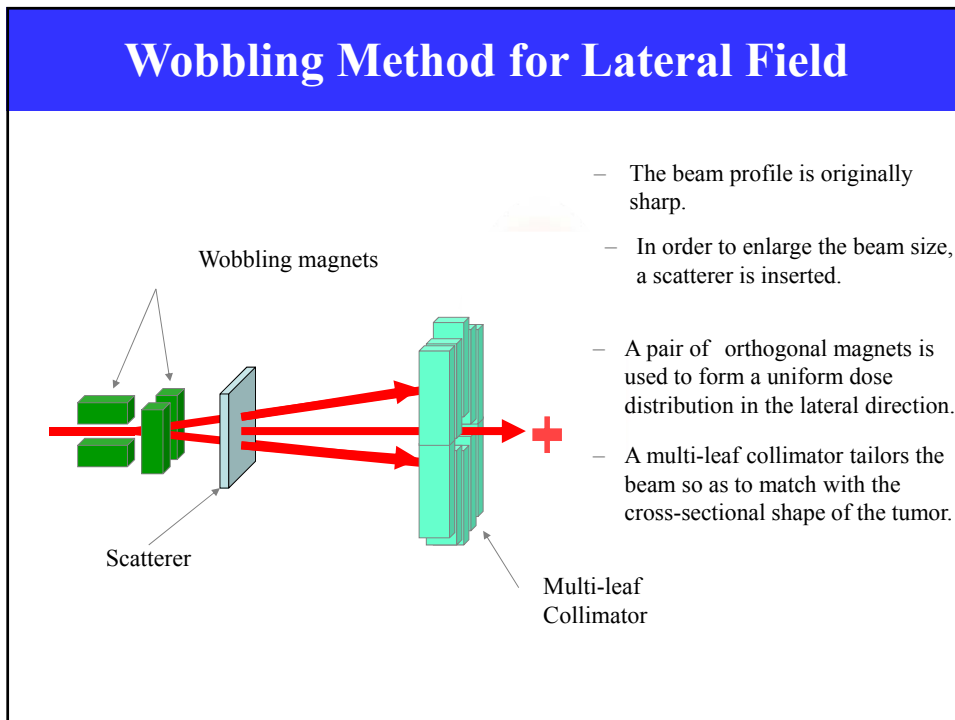 Wobbling Method for Lateral Field
– The beam profile is originally
sharp.
– In order to enlarge the beam size,
a scatterer is inserted.
– A pair of orthogonal magnets is
used to form a uniform dose
distribution in the lateral direction.
– A multi-leaf collimator tailors the
beam so as to match with the
cross-sectional shape of the tumor.
Wobbling magnets
Scatterer
Multi-leaf
Collimator